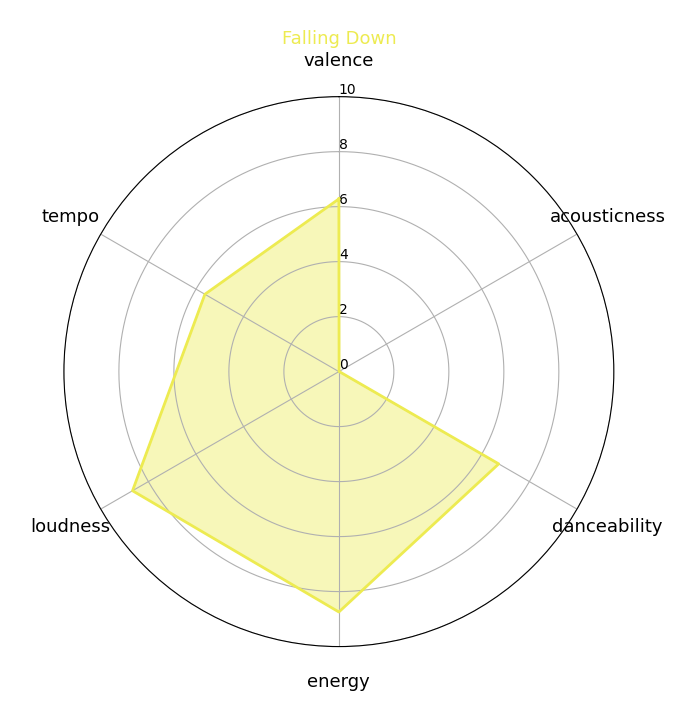 Falling Down
valence
10
8
tempo
acousticness
6
4
2
0
loudness
danceability
energy